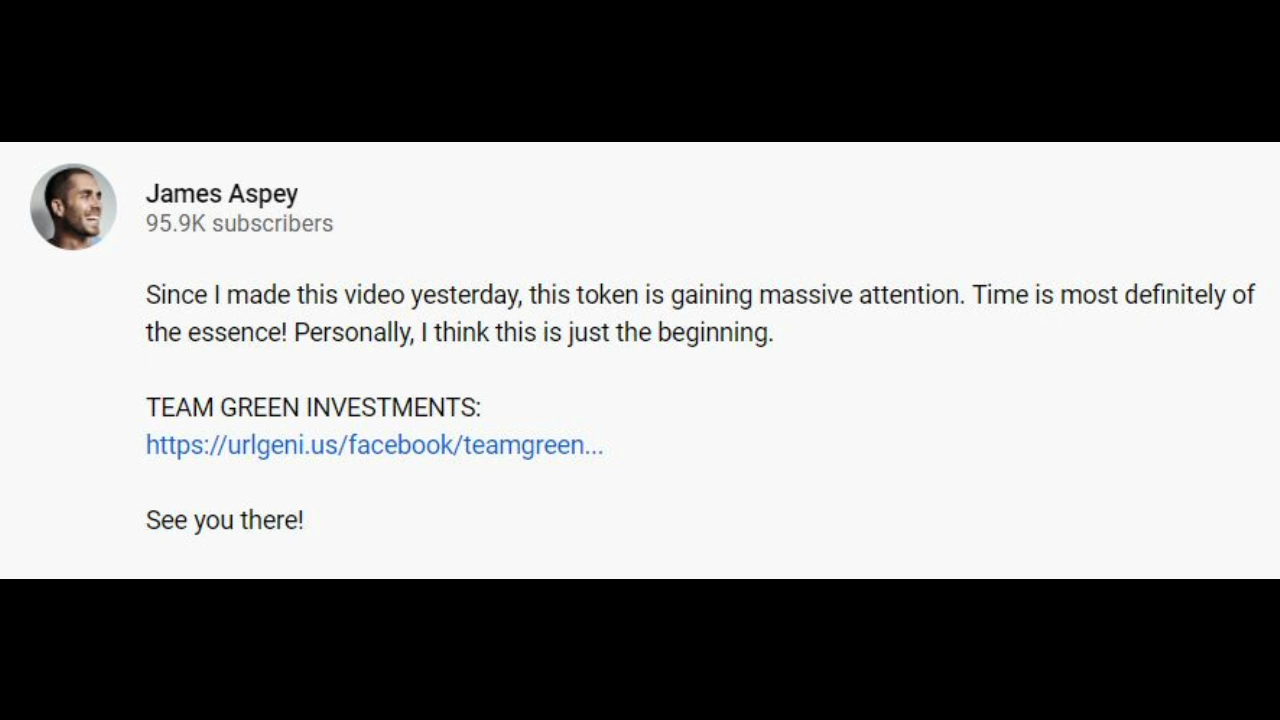 James Aspey
95.9K subscribers
Since I made this video yesterday, this token is gaining massive attention. Time is most definitely of
the essence! Personally, I think this is just the beginning.
TEAM GREEN INVESTMENTS:
https://urlgeni.us/facebook/teamgreen...
See you there!